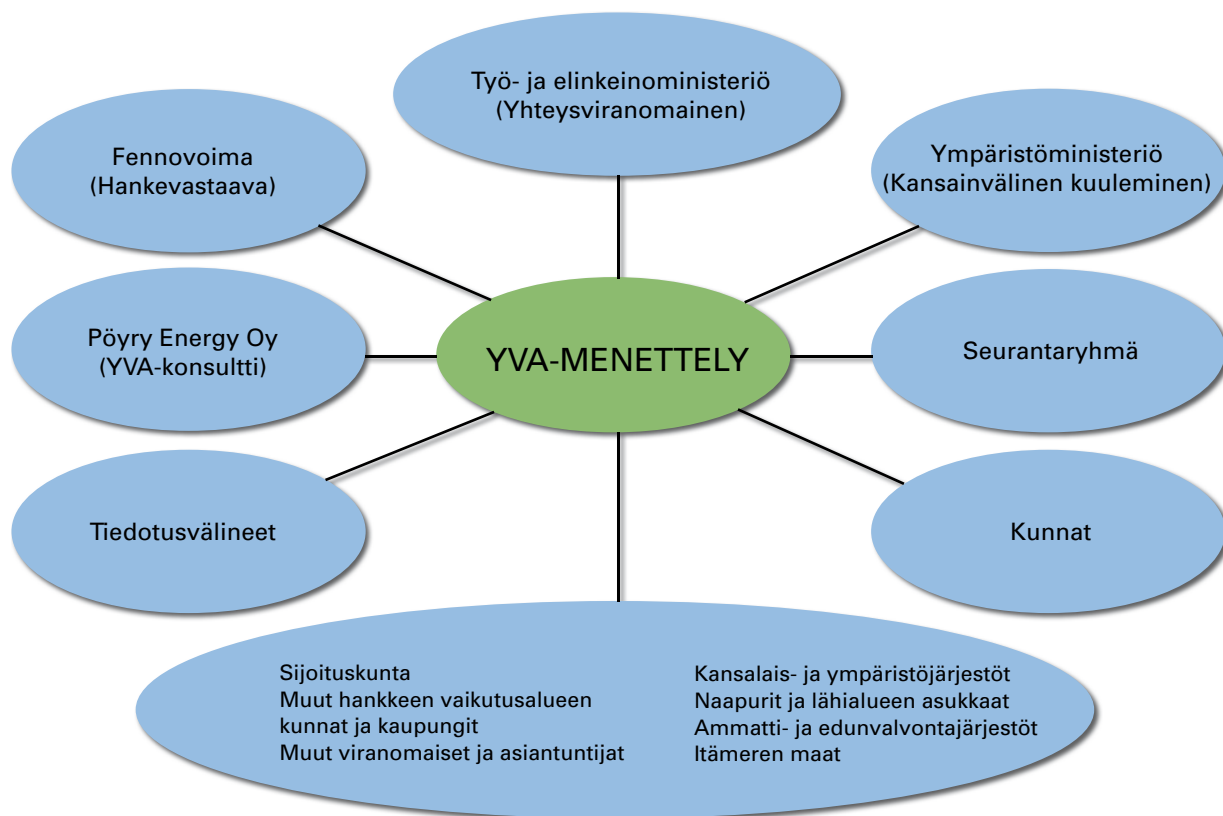 Työ- ja elinkeinoministeriö
(Yhteysviranomainen)
Fennovoima
(Hankevastaava)
Ympäristöministeriö
(Kansainvälinen kuuleminen)
Pöyry Energy Oy
(YVA-konsultti)
YVA-MENETTELY
Seurantaryhmä
Tiedotusvälineet
Kunnat
Sijoituskunta
Muut hankkeen vaikutusalueen
kunnat ja kaupungit
Muut viranomaiset ja asiantuntijat
Kansalais- ja ympäristöjärjestöt
Naapurit ja lähialueen asukkaat
Ammatti- ja edunvalvontajärjestöt
Itämeren maat